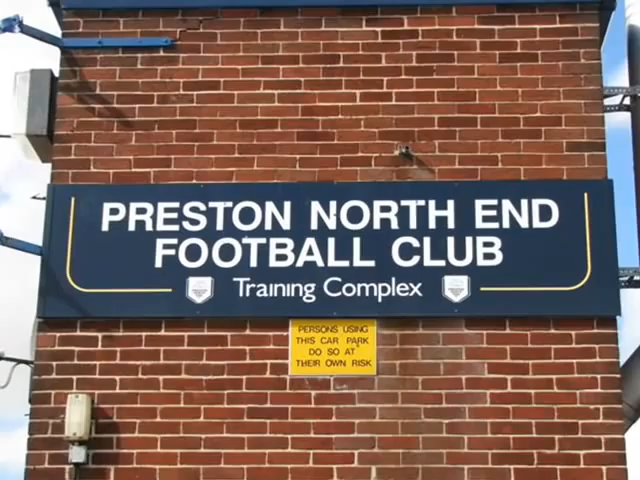 PRESTON NORTH END
FOOTBALL CLUB
Training Complex
PERSONS USING
THIS CAR PARK
DO SO AT
THEIR OWN RISK